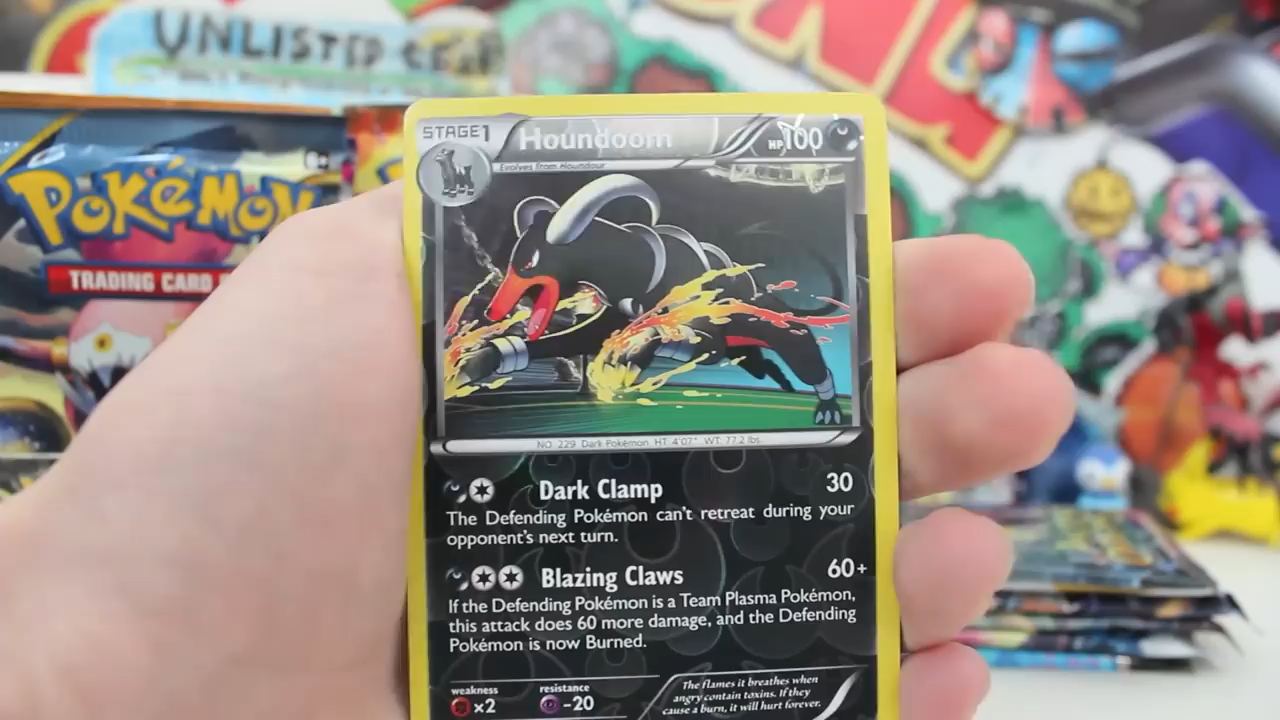 UNLISTED
POKéMON
TRADING CARD
STAGE1 Houndoom HP100
Evolves from Houndour
NO. 229 Dark Pokémon HT: 4'07" WT: 77.2 lbs.
Dark Clamp 30
The Defending Pokémon can't retreat during your
opponent's next turn.
Blazing Claws 60+
If the Defending Pokémon is a Team Plasma Pokémon,
this attack does 60 more damage, and the Defending
Pokémon is now Burned.
weakness resistance
x2 -20
The flames it breathes when
angry contain toxins. If they
cause a burn, it will hurt forever.